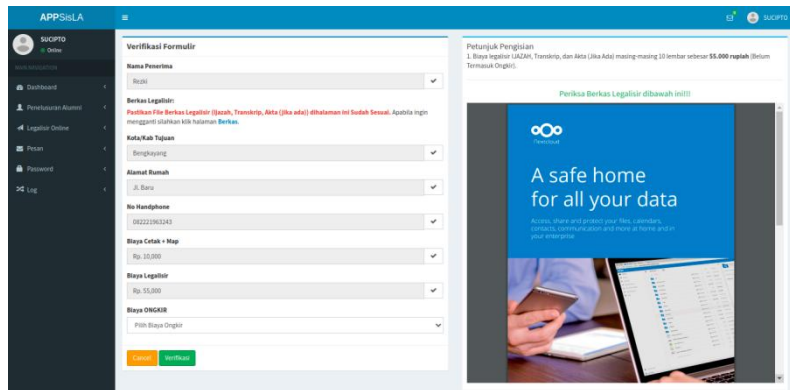 APPSisLA
SUCIPTO
SUCIPTO
Online
MAIN NAVIGATION
Dashboard
Penelusuran Alumni
Legalisir Online
Pesan
Password
Log
Verifikasi Formulir
Nama Penerima
Rezki
Berkas Legalisir:
Pastikan File Berkas Legalisir (Ijazah, Transkrip, Akta (jika ada)) dihalaman ini Sudah Sesuai. Apabila ingin
mengganti silahkan klik halaman Berkas.
Kota/Kab Tujuan
Bengkayang
Alamat Rumah
Jl. Baru
No Handphone
082221963243
Biaya Cetak + Map
Rp. 10,000
Biaya Legalisir
Rp. 55,000
Biaya ONGKIR
Pilih Biaya Ongkir
Cancel
Verifikasi
Petunjuk Pengisian
1. Biaya legalisir IJAZAH, Transkrip, dan Akta (Jika Ada) masing-masing 10 lembar sebesar 55.000 rupiah (Belum
Termasuk Ongkir).
Periksa Berkas Legalisir dibawah ini!!!
Nextcloud
A safe home
for all your data
Access, share and protect your files, calendars,
contacts, communication and more at home and in
your enterprise